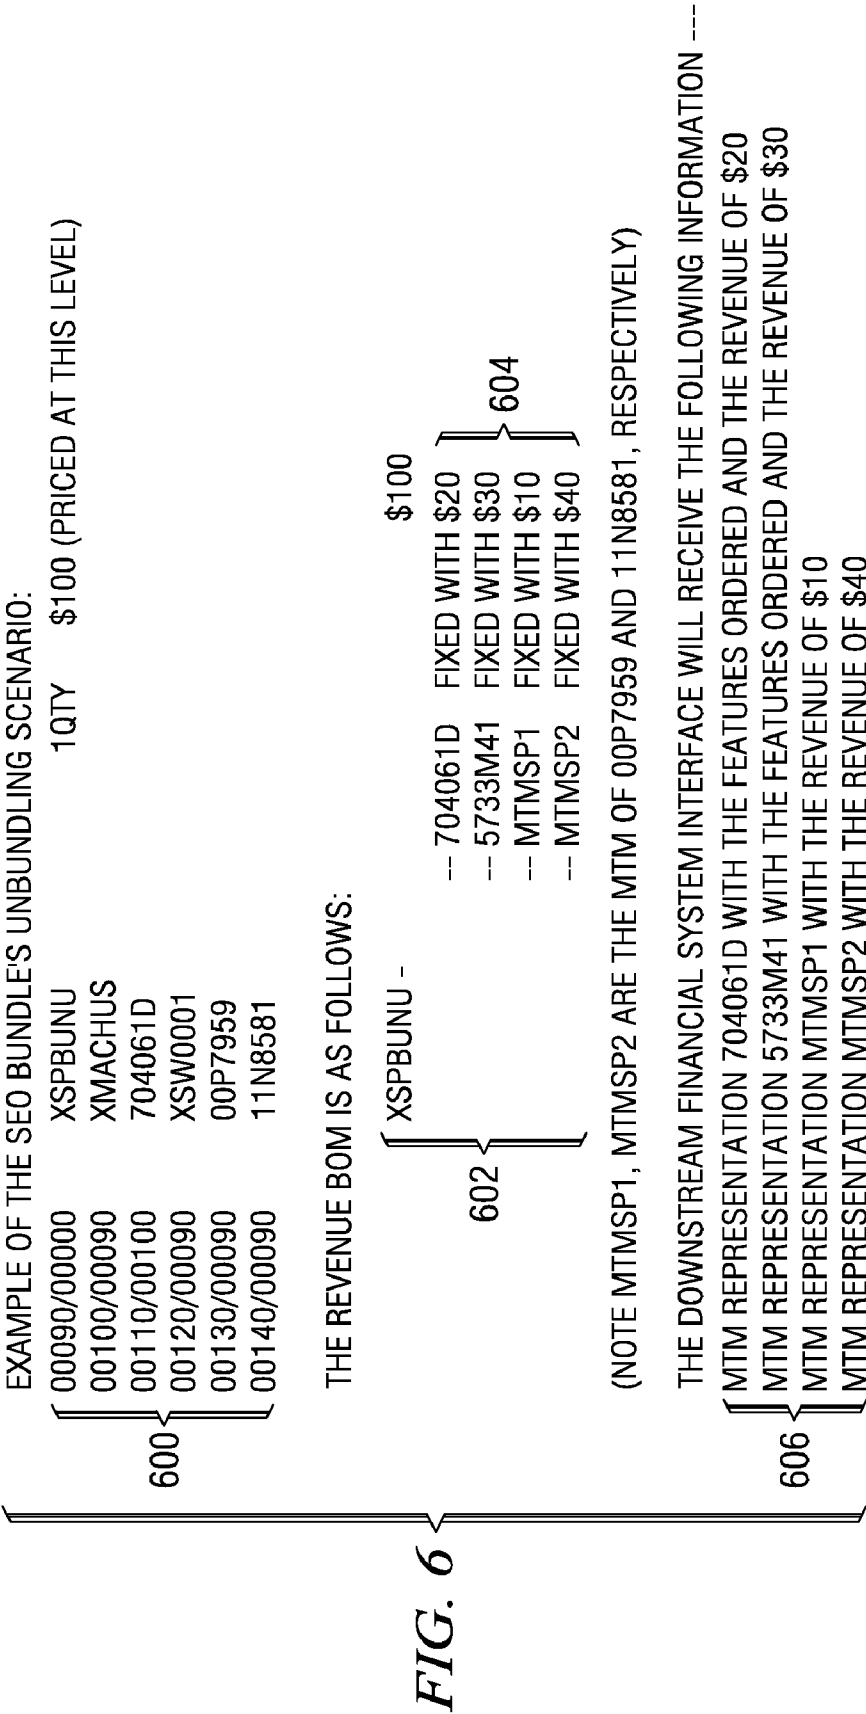 EXAMPLE OF THE SEO BUNDLE'S UNBUNDLING SCENARIO:
00090/00000 XSPBUNU 1QTY $100 (PRICED AT THIS LEVEL)
00100/00090 XMACHUS
00110/00100 704061D
00120/00090 XSW0001
00130/00090 00P7959
00140/00090 11N8581
600
THE REVENUE BOM IS AS FOLLOWS:
XSPBUNU - $100
-- 704061D FIXED WITH $20
-- 5733M41 FIXED WITH $30
-- MTMSP1 FIXED WITH $10
-- MTMSP2 FIXED WITH $40
602
604
(NOTE MTMSP1, MTMSP2 ARE THE MTM OF 00P7959 AND 11N8581, RESPECTIVELY)
THE DOWNSTREAM FINANCIAL SYSTEM INTERFACE WILL RECEIVE THE FOLLOWING INFORMATION ----
MTM REPRESENTATION 704061D WITH THE FEATURES ORDERED AND THE REVENUE OF $20
MTM REPRESENTATION 5733M41 WITH THE FEATURES ORDERED AND THE REVENUE OF $30
MTM REPRESENTATION MTMSP1 WITH THE REVENUE OF $10
MTM REPRESENTATION MTMSP2 WITH THE REVENUE OF $40
606
FIG. 6